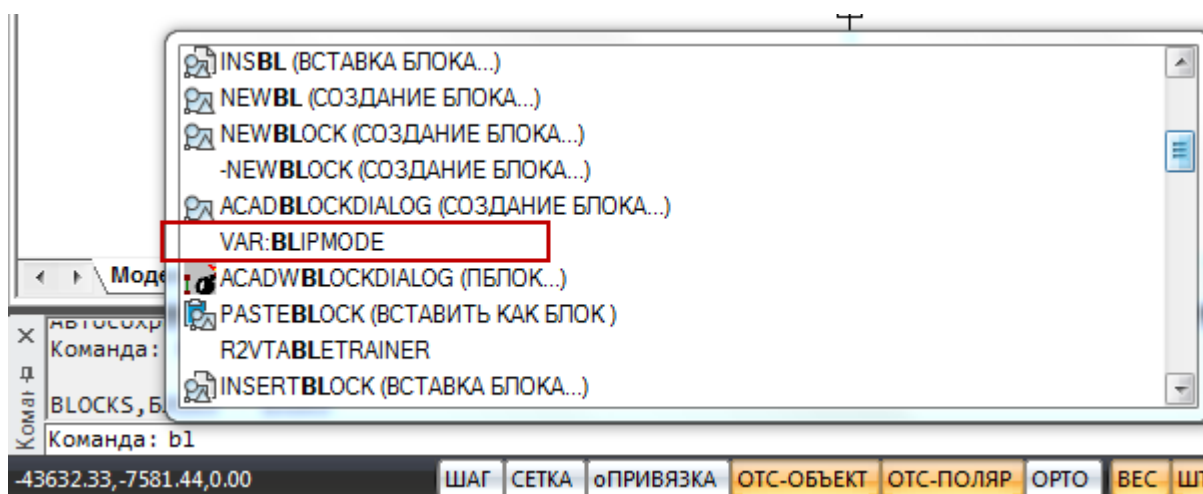 INSBL (ВСТАВКА БЛОКА...)
NEWBL (СОЗДАНИЕ БЛОКА...)
NEWBLOCK (СОЗДАНИЕ БЛОКА...)
-NEWBLOCK (СОЗДАНИЕ БЛОКА...)
ACADBLOCKDIALOG (СОЗДАНИЕ БЛОКА...)
VAR:BLIPMODE
ACADWBLOCKDIALOG (ПБЛОК...)
PASTEBLOCK (ВСТАВИТЬ КАК БЛОК )
R2VTABLETRAINER
INSERTBLOCK (ВСТАВКА БЛОКА...)
Моде
Автосохр
Команда:
BLOCKS,Б
Коман
Команда: bl
-43632.33,-7581.44,0.00 ШАГ СЕТКА оПРИВЯЗКА ОТС-ОБЪЕКТ ОТС-ПОЛЯР ОРТО ВЕС Ш